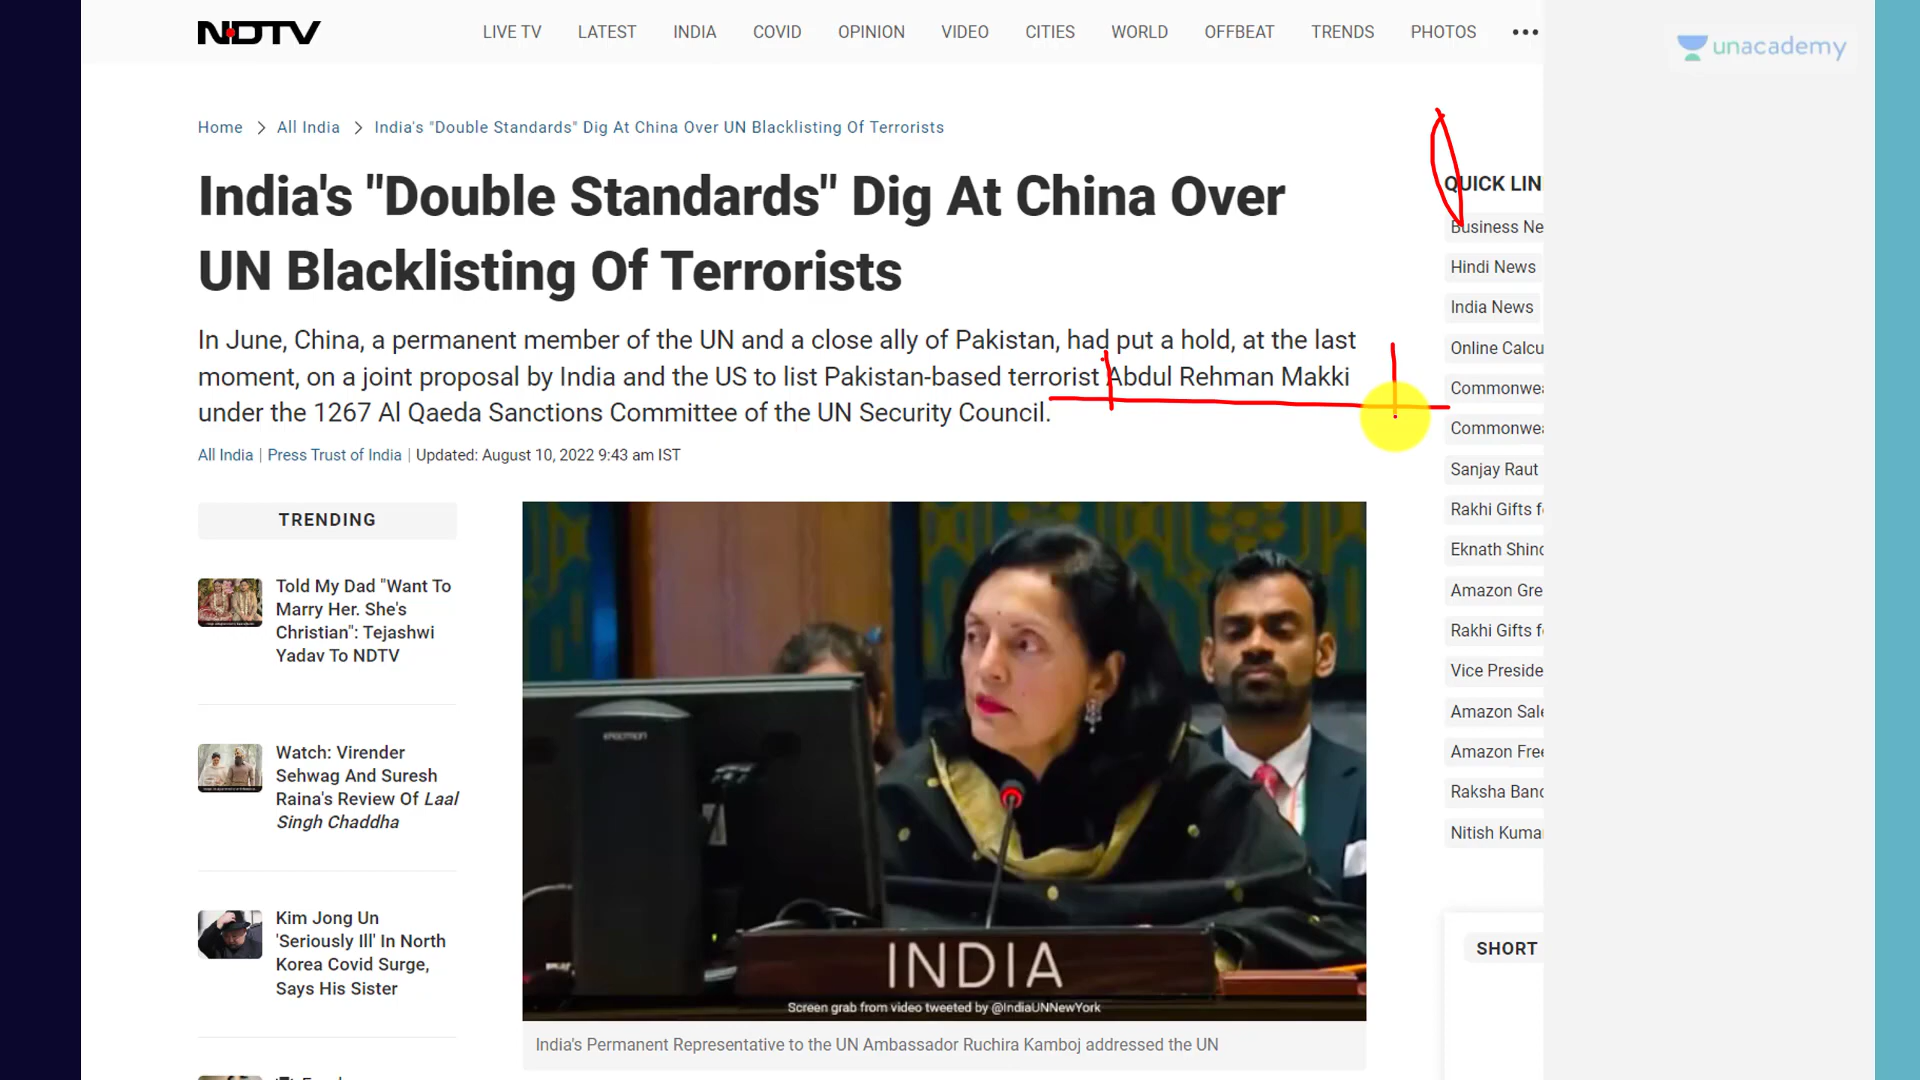 NDTV
LIVE TV LATEST INDIA COVID OPINION VIDEO CITIES WORLD OFFBEAT TRENDS PHOTOS •••
unacademy
Home > All India > India's "Double Standards" Dig At China Over UN Blacklisting Of Terrorists
India's "Double Standards" Dig At China Over
UN Blacklisting Of Terrorists
In June, China, a permanent member of the UN and a close ally of Pakistan, had put a hold, at the last
moment, on a joint proposal by India and the US to list Pakistan-based terrorist Abdul Rehman Makki
under the 1267 Al Qaeda Sanctions Committee of the UN Security Council.
All India | Press Trust of India | Updated: August 10, 2022 9:43 am IST
TRENDING
Told My Dad "Want To
Marry Her. She's
Christian": Tejashwi
Yadav To NDTV
Watch: Virender
Sehwag And Suresh
Raina's Review Of Laal
Singh Chaddha
Kim Jong Un
'Seriously Ill' In North
Korea Covid Surge,
Says His Sister
INDIA
Screen grab from video tweeted by @IndiaUNNewYork
India's Permanent Representative to the UN Ambassador Ruchira Kamboj addressed the UN
QUICK LIN
Business Ne
Hindi News
India News
Online Calcu
Commonwea
Commonwea
Sanjay Raut
Rakhi Gifts f
Eknath Shind
Amazon Gre
Rakhi Gifts f
Vice Preside
Amazon Sale
Amazon Free
Raksha Band
Nitish Kumar
SHORT